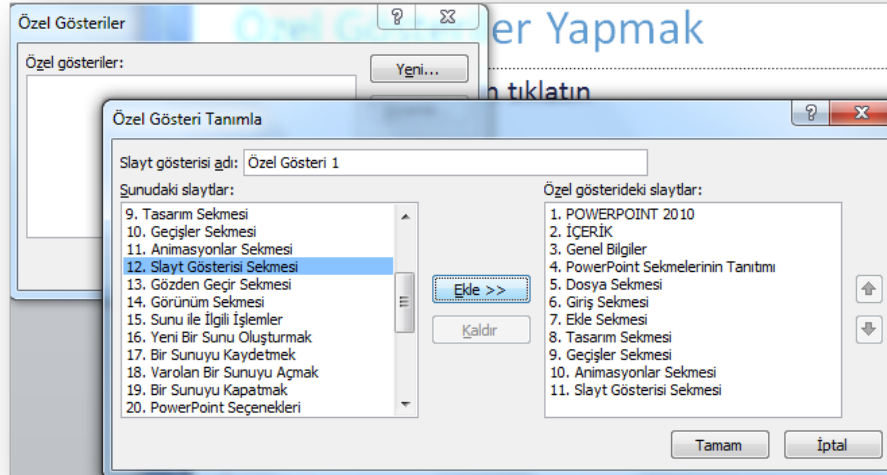 Özel Gösteriler
Özel Gösteriler Yapmak
Özel gösteriler:
Yeni...
n tıklatın
Özel Gösteri Tanımla
Slayt gösterisi adı: Özel Gösteri 1
Sunudaki slaytlar:
9. Tasarım Sekmesi
10. Geçişler Sekmesi
11. Animasyonlar Sekmesi
12. Slayt Gösterisi Sekmesi
13. Gözden Geçir Sekmesi
14. Görünüm Sekmesi
15. Sunu ile İlgili İşlemler
16. Yeni Bir Sunu Oluşturmak
17. Bir Sunuyu Kaydetmek
18. Varolan Bir Sunuyu Açmak
19. Bir Sunuyu Kapatmak
20. PowerPoint Seçenekleri
Ekle >>
Kaldır
Özel gösterideki slaytlar:
1. POWERPOINT 2010
2. İÇERİK
3. Genel Bilgiler
4. PowerPoint Sekmelerinin Tanıtımı
5. Dosya Sekmesi
6. Giriş Sekmesi
7. Ekle Sekmesi
8. Tasarım Sekmesi
9. Geçişler Sekmesi
10. Animasyonlar Sekmesi
11. Slayt Gösterisi Sekmesi
Tamam
İptal